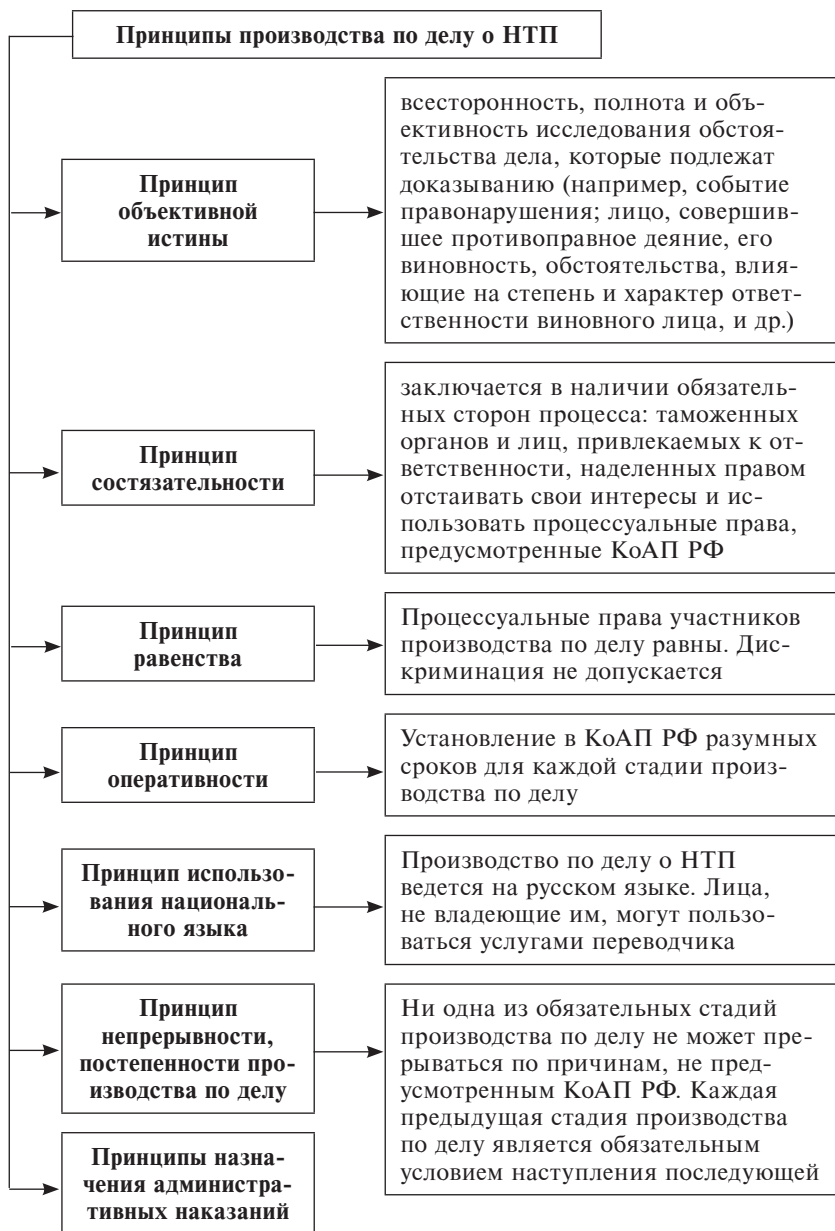 Принципы производства по делу о НТП
Принцип
объективной
истины
всесторонность, полнота и объ-
ективность исследования обстоя-
тельства дела, которые подлежат
доказыванию (например, событие
правонарушения; лицо, совершив-
шее противоправное деяние, его
виновность, обстоятельства, влия-
ющие на степень и характер ответ-
ственности виновного лица, и др.)
Принцип
состязательности
заключается в наличии обязатель-
ных сторон процесса: таможенных
органов и лиц, привлекаемых к от-
ветственности, наделенных правом
отстаивать свои интересы и ис-
пользовать процессуальные права,
предусмотренные КоАП РФ
Принцип
равенства
Процессуальные права участников
производства по делу равны. Дис-
криминация не допускается
Принцип
оперативности
Установление в КоАП РФ разумных
сроков для каждой стадии произ-
водства по делу
Принцип использо-
вания националь-
ного языка
Производство по делу о НТП
ведется на русском языке. Лица,
не владеющие им, могут пользо-
ваться услугами переводчика
Принцип
непрерывности,
постепенности про-
изводства по делу
Ни одна из обязательных стадий
производства по делу не может пре-
рываться по причинам, не пред-
усмотренным КоАП РФ. Каждая
предыдущая стадия производства
по делу является обязательным
условием наступления последующей
Принципы назна-
чения администра-
тивных наказаний